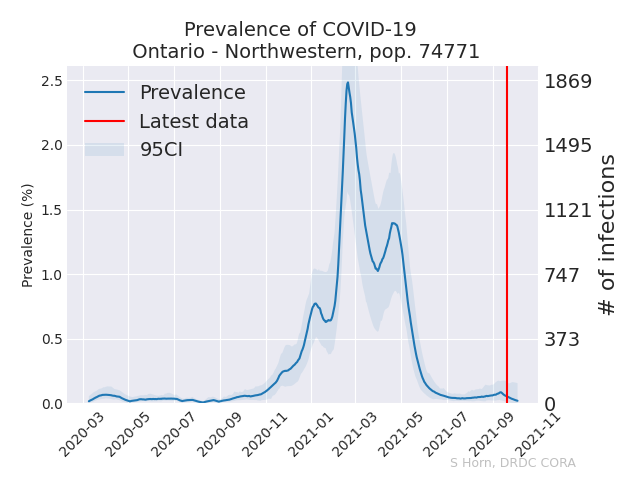 Prevalence of COVID-19
Ontario - Northwestern, pop. 74771
Prevalence
Latest data
95CI
Prevalence (%)
2.5
2.0
1.5
1.0
0.5
0.0
# of infections
1869
1495
1121
747
373
0
2020-03
2020-05
2020-07
2020-09
2020-11
2021-01
2021-03
2021-05
2021-07
2021-09
2021-11
S Horn, DRDC CORA